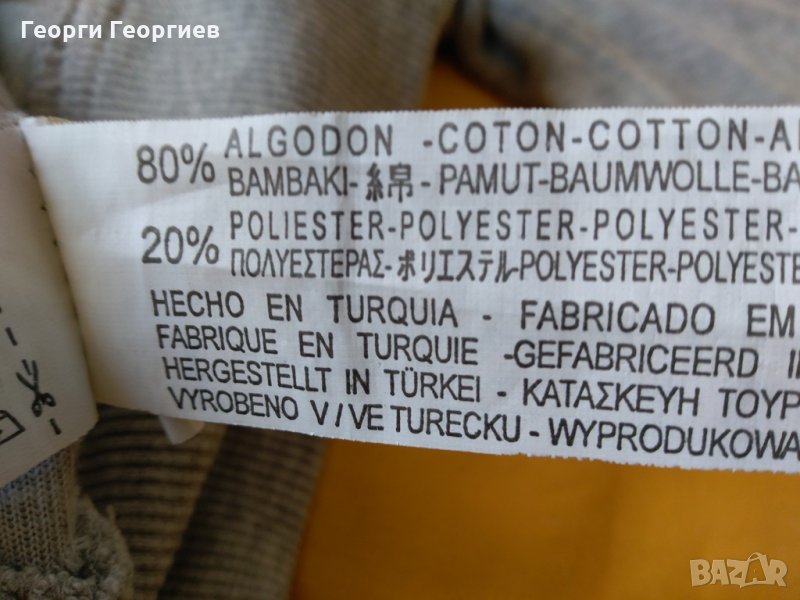 Георги Георгиев
80% ALGODON -COTON-COTTON-
BAMBAKI-綿帛- PAMUT-BAUMWOLLE-
20% POLIESTER-POLYESTER-POLYESTER-
ΠΟΛΥΕΣΤΕΡΑΣ-ポリエステル-POLYESTER-
HECHO EN TURQUIA - FABRICADO EM
FABRIQUE EN TURQUIE -GEFABRICEERD
HERGESTELLT IN TÜRKEI - ΚΑΤΑΣΚΕΥΗ
VYROBENO V / VE TURECKU -
BAZAR